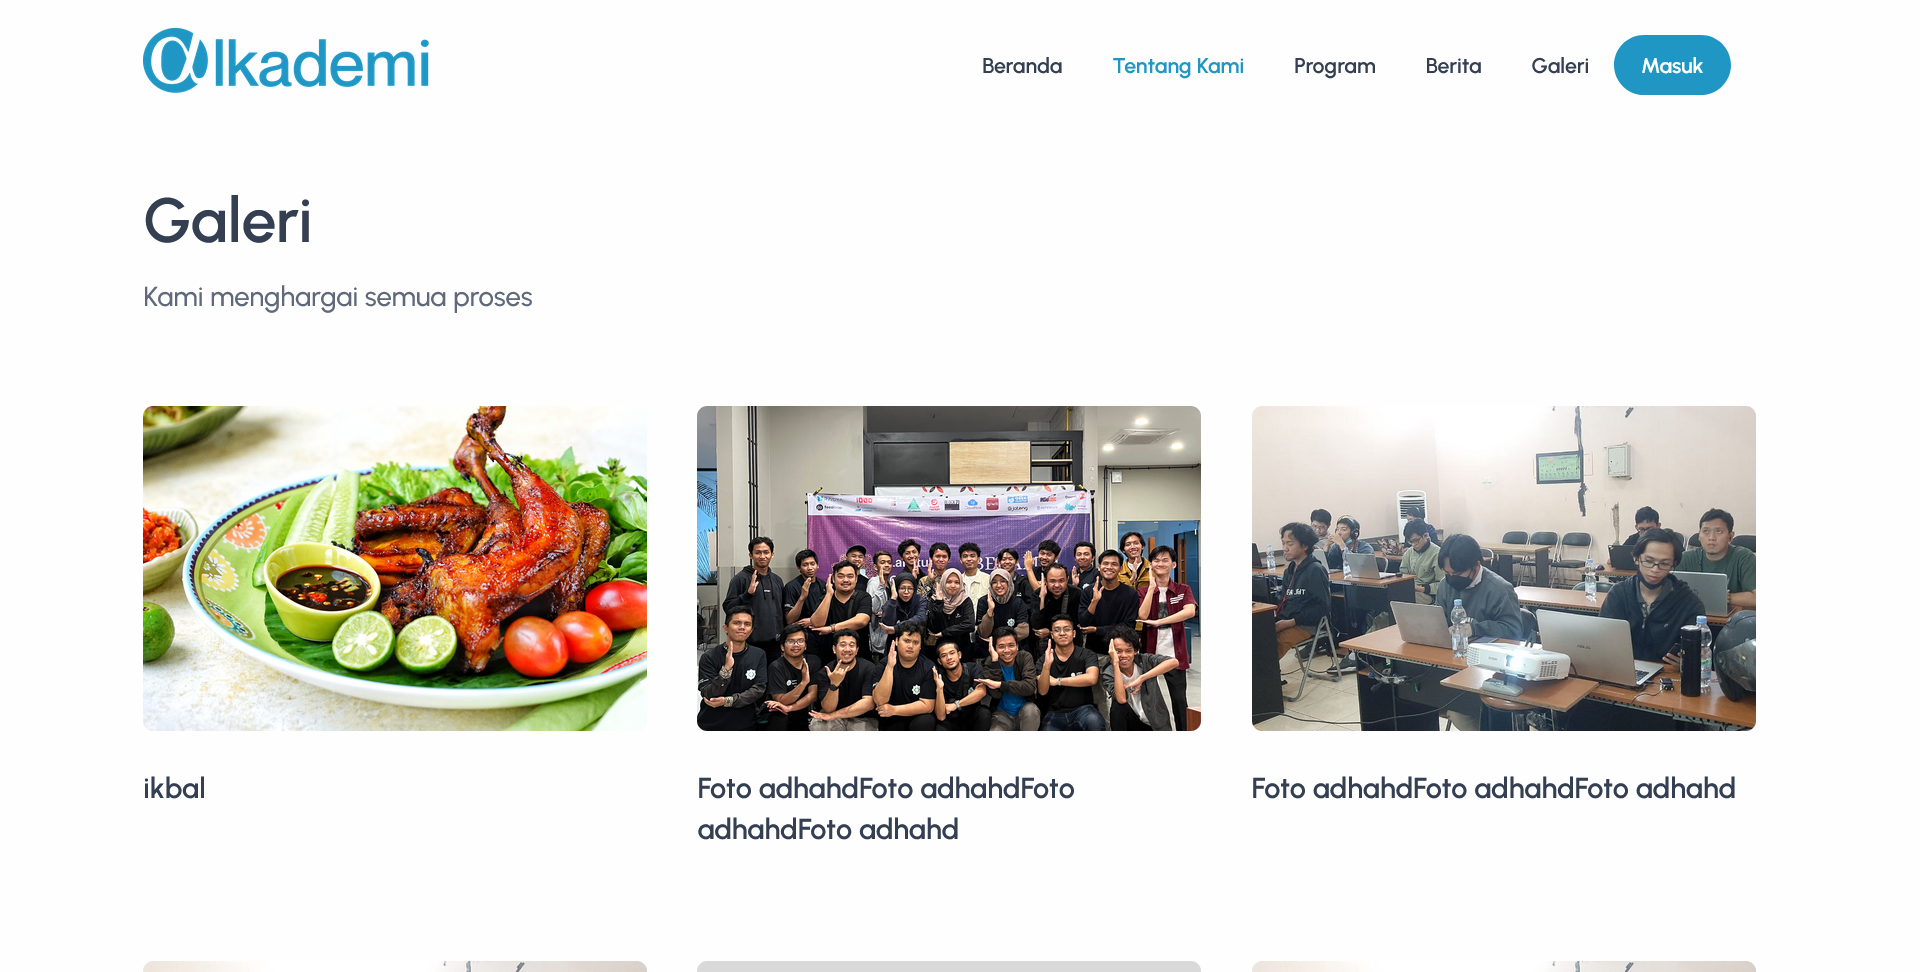 alkademi
Beranda
Tentang Kami
Program
Berita
Galeri
Masuk
Galeri
Kami menghargai semua proses
ikbal
Foto adhahdFoto adhahdFoto
adhahdFoto adhahd
Foto adhahdFoto adhahdFoto adhahd